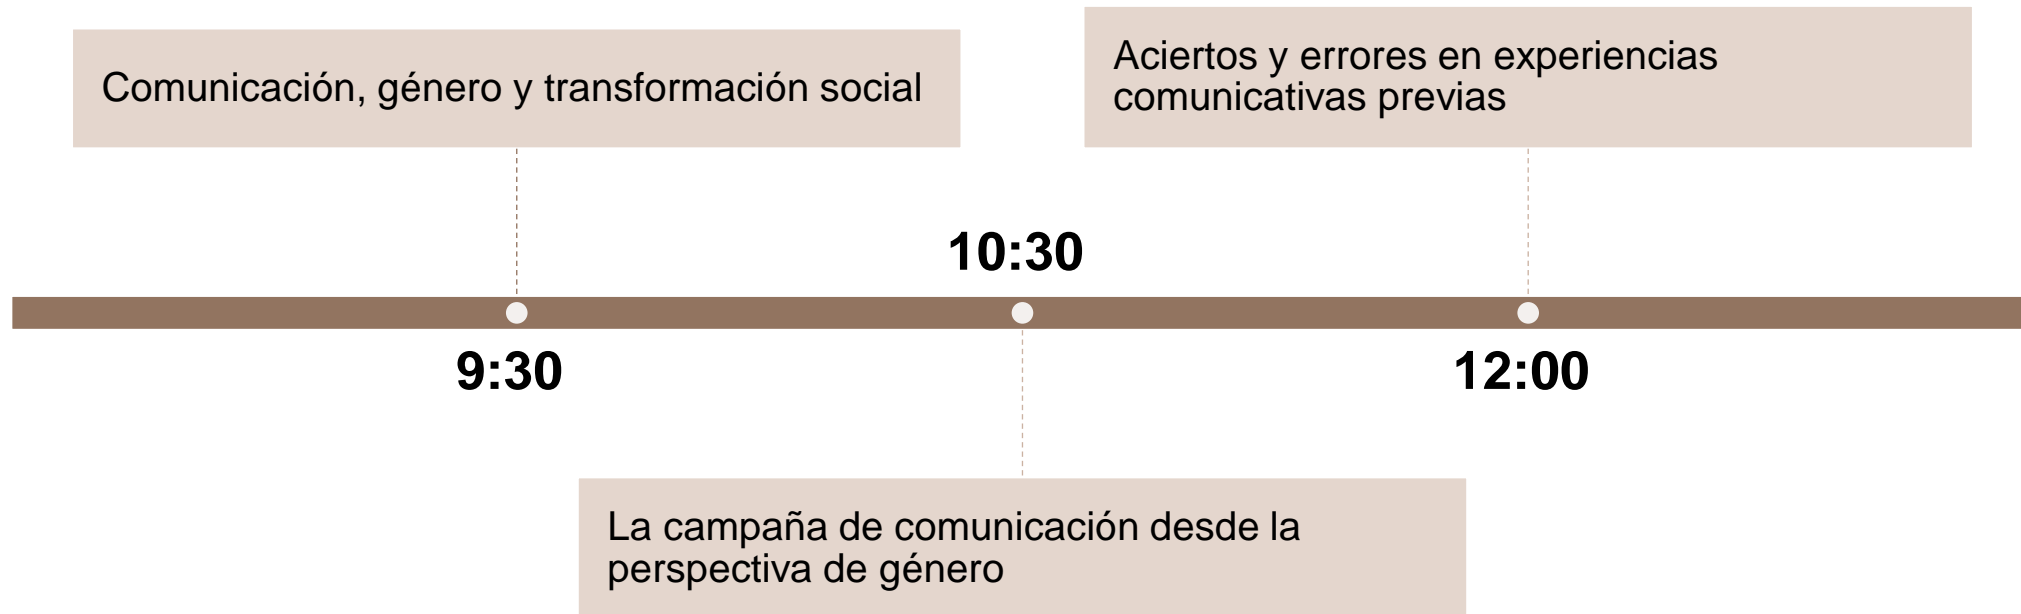 Comunicación, género y transformación social
9:30
10:30
La campaña de comunicación desde la
perspectiva de género
Aciertos y errores en experiencias
comunicativas previas
12:00